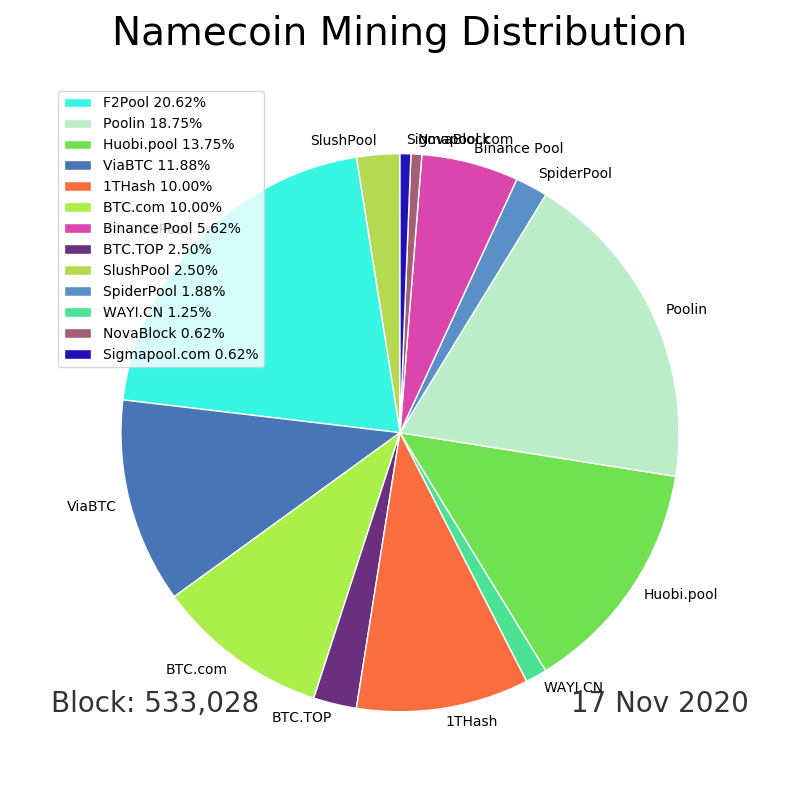 Namecoin Mining Distribution
F2Pool 20.62%
Poolin 18.75%
Huobi.pool 13.75%
ViaBTC 11.88%
1THash 10.00%
BTC.com 10.00%
Binance Pool 5.62%
BTC.TOP 2.50%
SlushPool 2.50%
SpiderPool 1.88%
WAYI.CN 1.25%
NovaBlock 0.62%
Sigmapool.com 0.62%
SlushPool
Sigmapool.com
NovaBlock
Binance Pool
SpiderPool
Poolin
ViaBTC
Huobi.pool
BTC.com
WAYI.CN
BTC.TOP
1THash
Block: 533,028
17 Nov 2020